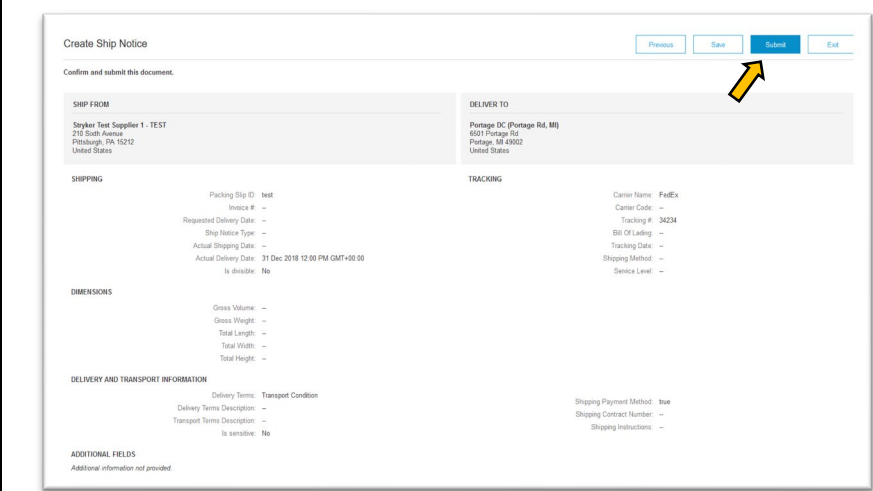 Create Ship Notice
Previous Save Submit Exit
Confirm and submit this document.
SHIP FROM
Stryker Test Supplier 1 - TEST
210 Sixth Avenue
Pittsburgh, PA 15212
United States
DELIVER TO
Portage DC (Portage Rd, MI)
6501 Portage Rd
Portage, MI 49002
United States
SHIPPING
Packing Slip ID: test
Invoice #: –
Requested Delivery Date: –
Ship Notice Type: –
Actual Shipping Date: –
Actual Delivery Date: 31 Dec 2018 12:00 PM GMT+00:00
Is divisible: No
TRACKING
Carrier Name: FedEx
Carrier Code: –
Tracking #: 34234
Bill Of Lading: –
Tracking Date: –
Shipping Method: –
Service Level: –
DIMENSIONS
Gross Volume: –
Gross Weight: –
Total Length: –
Total Width: –
Total Height: –
DELIVERY AND TRANSPORT INFORMATION
Delivery Terms: Transport Condition
Delivery Terms Description: –
Transport Terms Description: –
Is sensitive: No
Shipping Payment Method: true
Shipping Contract Number: –
Shipping Instructions: –
ADDITIONAL FIELDS
Additional information not provided.